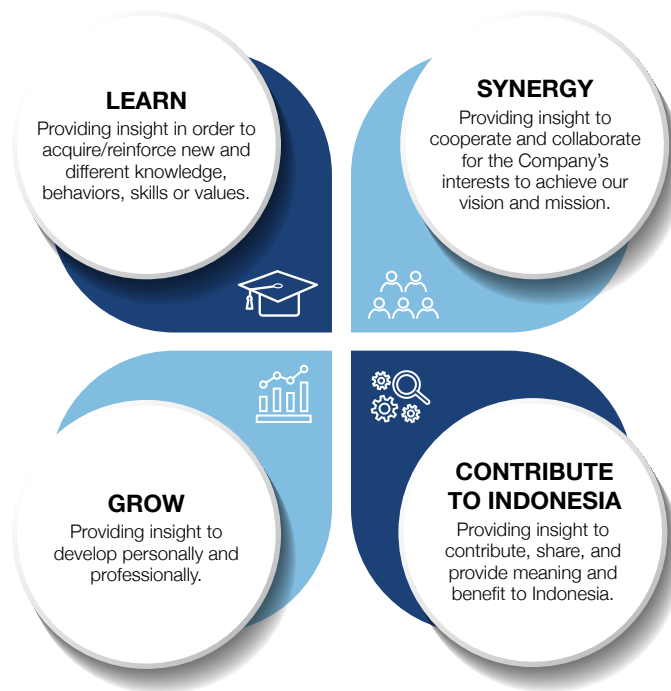 LEARN
Providing insight in order to
acquire/reinforce new and
different knowledge,
behaviors, skills or values.
SYNERGY
Providing insight to
cooperate and collaborate
for the Company’s
interests to achieve our
vision and mission.
GROW
Providing insight to
develop personally and
professionally.
CONTRIBUTE
TO INDONESIA
Providing insight to
contribute, share, and
provide meaning and
benefit to Indonesia.